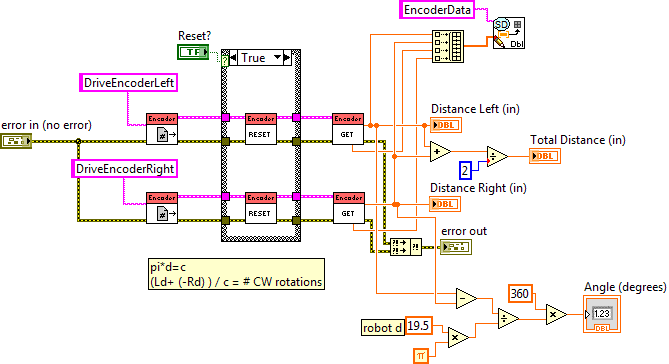 EncoderData
SD
Dbl
Reset?
TF
?
True
DriveEncoderLeft
error in (no error)
Encoder
#
Encoder
RESET
Encoder
GET
Distance Left (in)
DBL
+
÷
2
Total Distance (in)
DBL
DriveEncoderRight
Encoder
#
Encoder
RESET
Encoder
GET
Distance Right (in)
DBL
error out
?!
?!
?!
pi*d=c
(Ld+ (-Rd) ) / c = # CW rotations
-
÷
360
×
Angle (degrees)
1.23
DBL
robot d
19.5
×
π